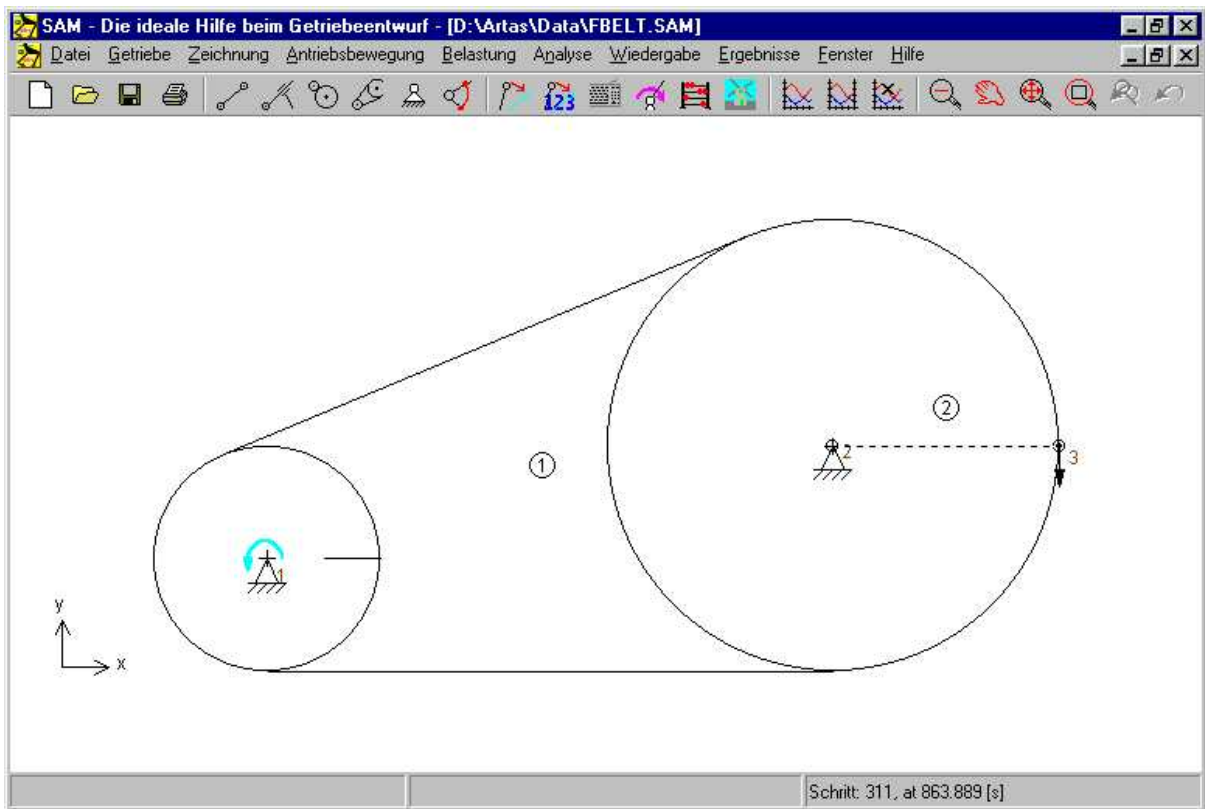 SAM - Die ideale Hilfe beim Getriebeentwurf - [D:\Artas\Data\FBELT.SAM]
Datei Getriebe Zeichnung Antriebsbewegung Belastung Analyse Wiedergabe Ergebnisse Fenster Hilfe
123
2
1
2
3
1
y
x
Schritt: 311, at 863.889 [s]